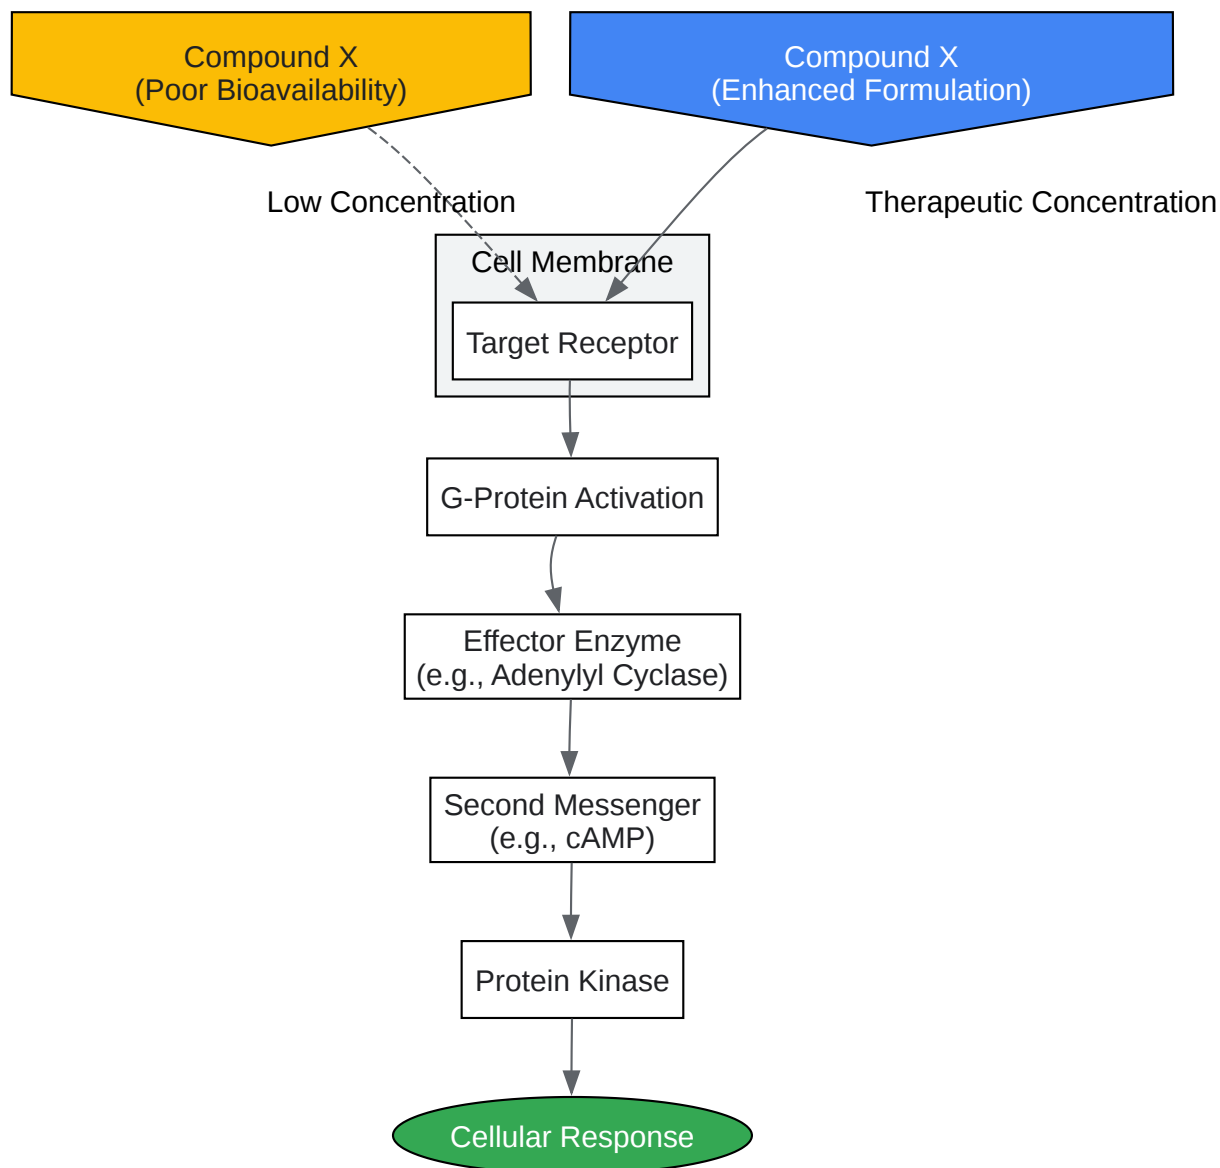 Compound X
(Poor Bioavailability)
Compound X
(Enhanced Formulation)
Low Concentration
Therapeutic Concentration
Cell Membrane
Target Receptor
G-Protein Activation
Effector Enzyme
(e.g., Adenylyl Cyclase)
Second Messenger
(e.g., cAMP)
Protein Kinase
Cellular Response